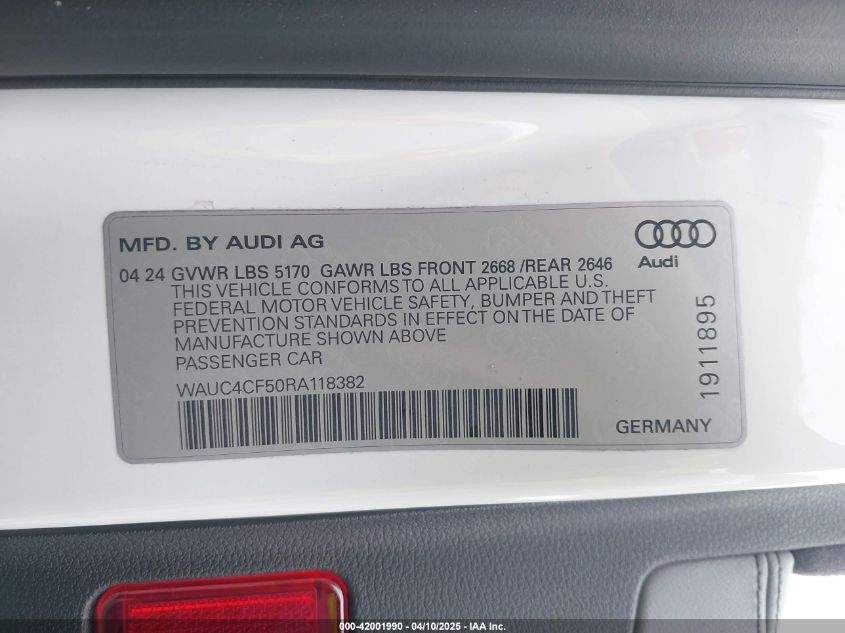 MFD. BY AUDI AG
Audi
04 24 GVWR LBS 5170 GAWR LBS FRONT 2668 /REAR 2646
THIS VEHICLE CONFORMS TO ALL APPLICABLE U.S.
FEDERAL MOTOR VEHICLE SAFETY, BUMPER AND THEFT
PREVENTION STANDARDS IN EFFECT ON THE DATE OF
MANUFACTURE SHOWN ABOVE
PASSENGER CAR
WAUC4CF50RA118382
1911895
GERMANY
000-42001990 - 04/10/2025 - IAA Inc.